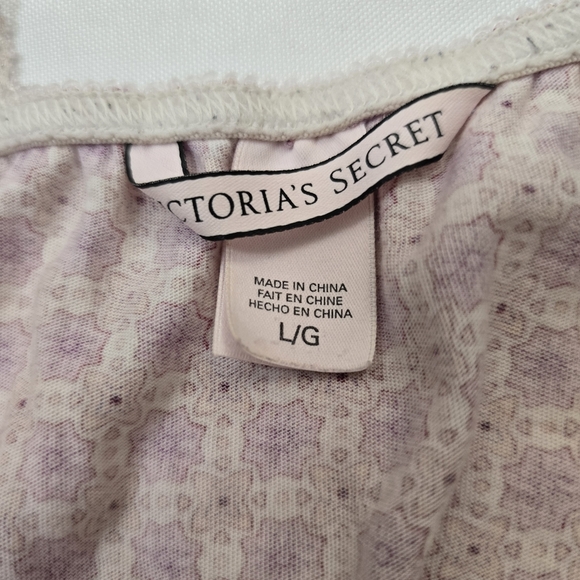 VICTORIA'S SECRET
MADE IN CHINA
FAIT EN CHINE
HECHO EN CHINA
L/G